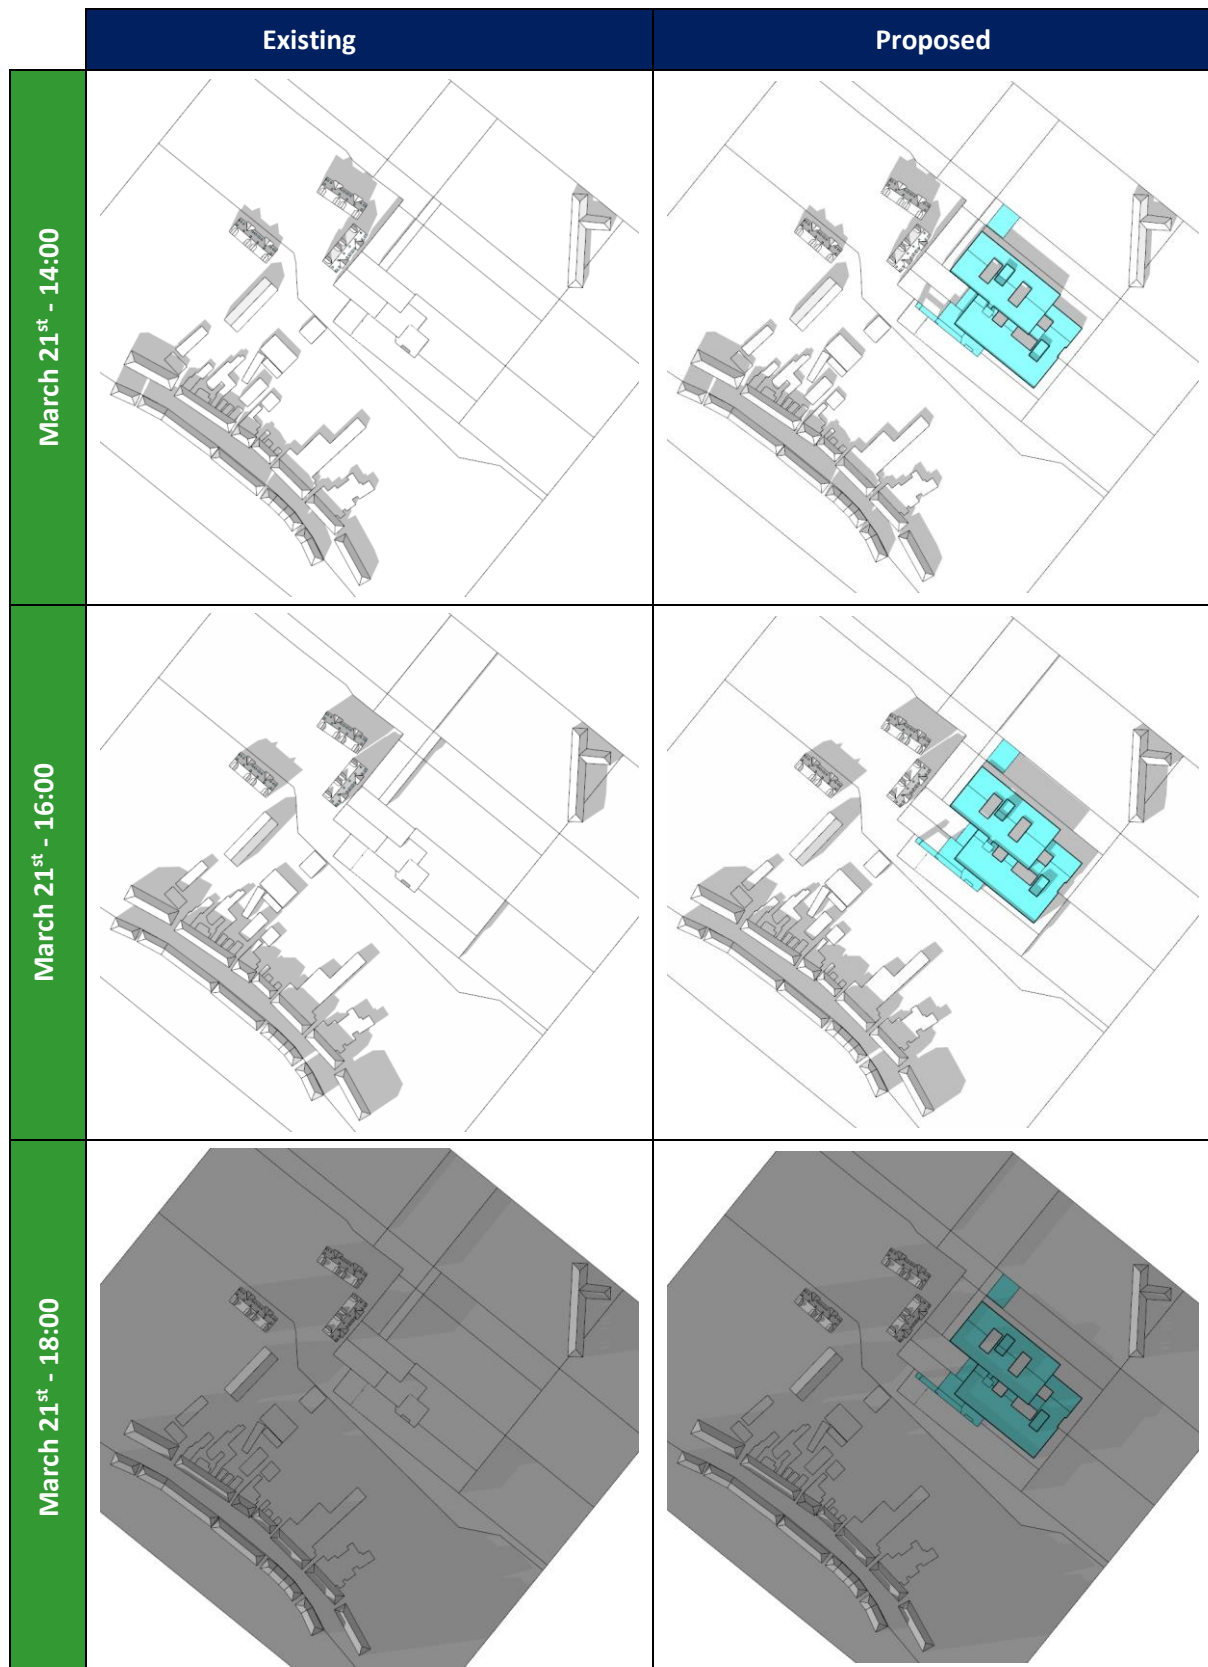 Existing
Proposed
March 21st - 14:00
March 21st - 16:00
March 21st - 18:00